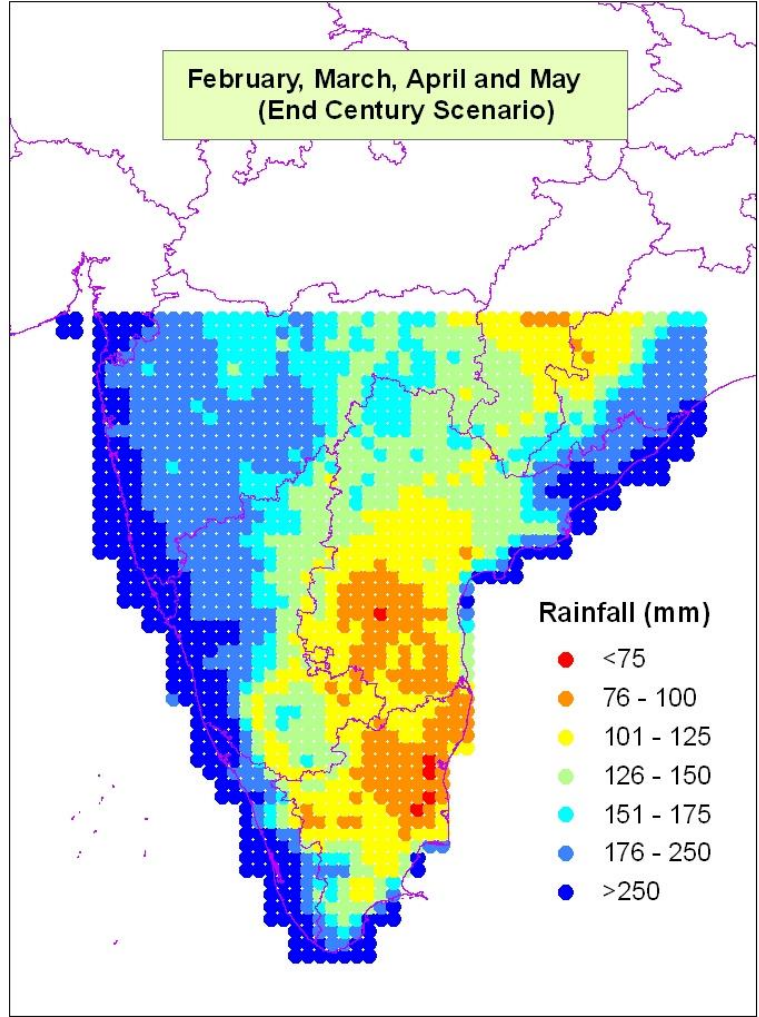 February, March, April and May
(End Century Scenario)
Rainfall (mm)
<75
76 - 100
101 - 125
126 - 150
151 - 175
176 - 250
>250